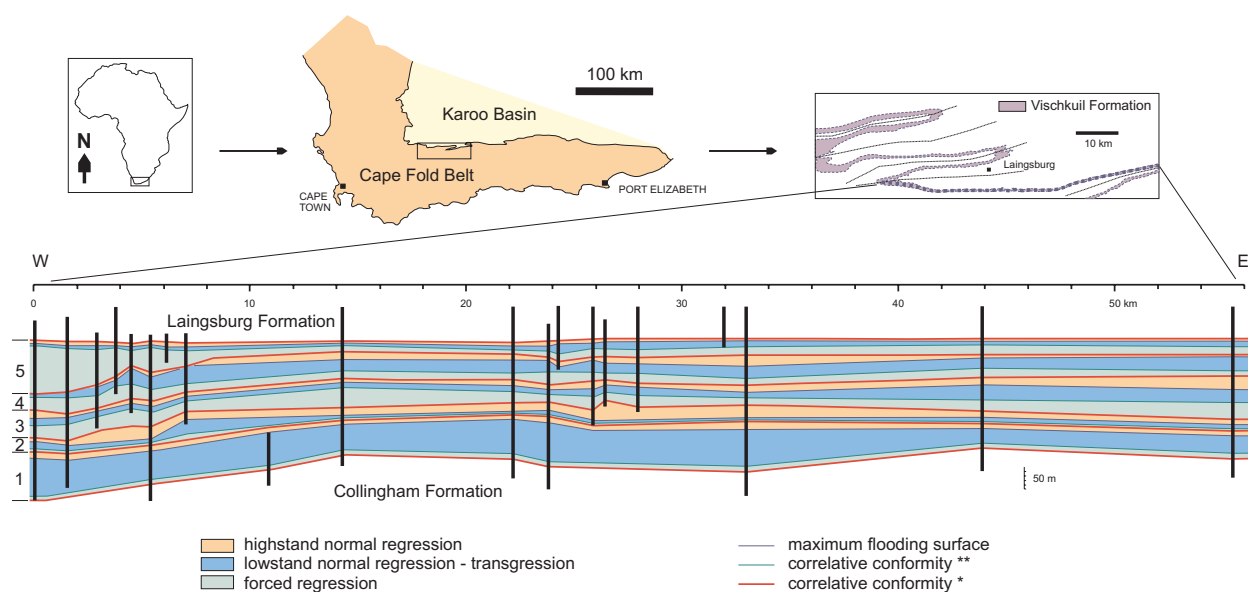 100 km
Karoo Basin
N
Cape Fold Belt
CAPE
TOWN
PORT ELIZABETH
Vischkuil Formation
10 km
Laingsburg
W
E
0
10
20
30
40
50 km
Laingsburg Formation
5
4
3
2
1
Collingham Formation
50 m
highstand normal regression
lowstand normal regression - transgression
forced regression
maximum flooding surface
correlative conformity **
correlative conformity *